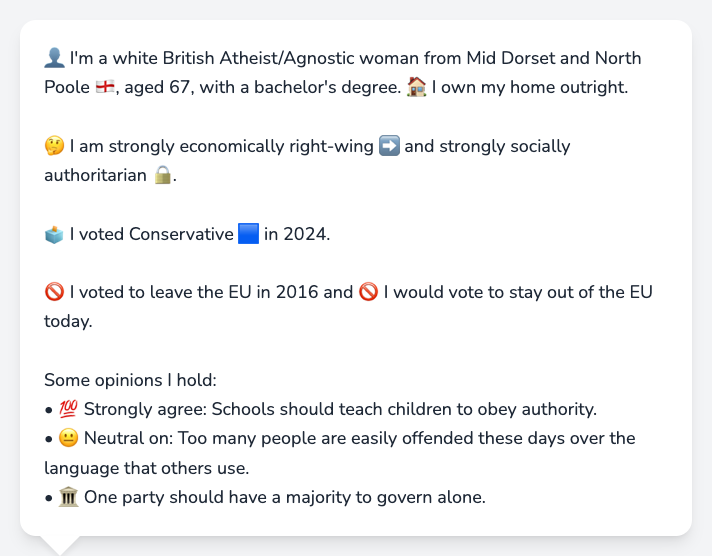 👤 I'm a white British Atheist/Agnostic woman from Mid Dorset and North
Poole 🏴󠁧󠁢󠁥󠁮󠁧󠁿, aged 67, with a bachelor's degree. 🏠 I own my home outright.
🤔 I am strongly economically right-wing ➡️ and strongly socially
authoritarian 🔒.
🗳️ I voted Conservative 🟦 in 2024.
🚫 I voted to leave the EU in 2016 and 🚫 I would vote to stay out of the EU
today.
Some opinions I hold:
• 💯 Strongly agree: Schools should teach children to obey authority.
• 😐 Neutral on: Too many people are easily offended these days over the
language that others use.
• 🏛️ One party should have a majority to govern alone.